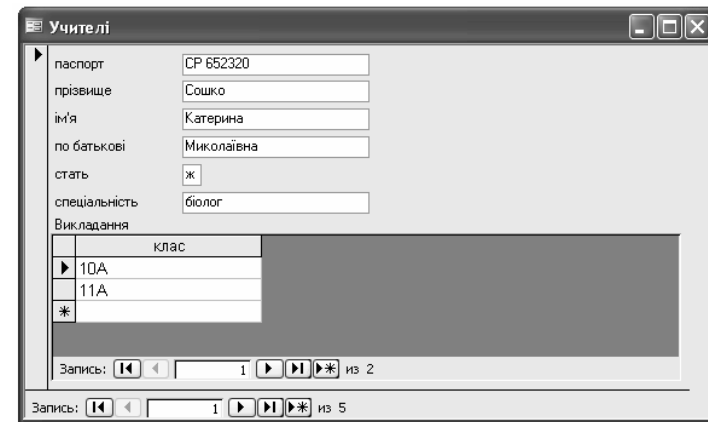 Учителі
паспорт СР 652320
прізвище Сошко
ім'я Катерина
по батькові Миколаївна
стать ж
спеціальність біолог
Викладання
клас
10А
11А
Запись: 1 из 2
Запись: 1 из 5